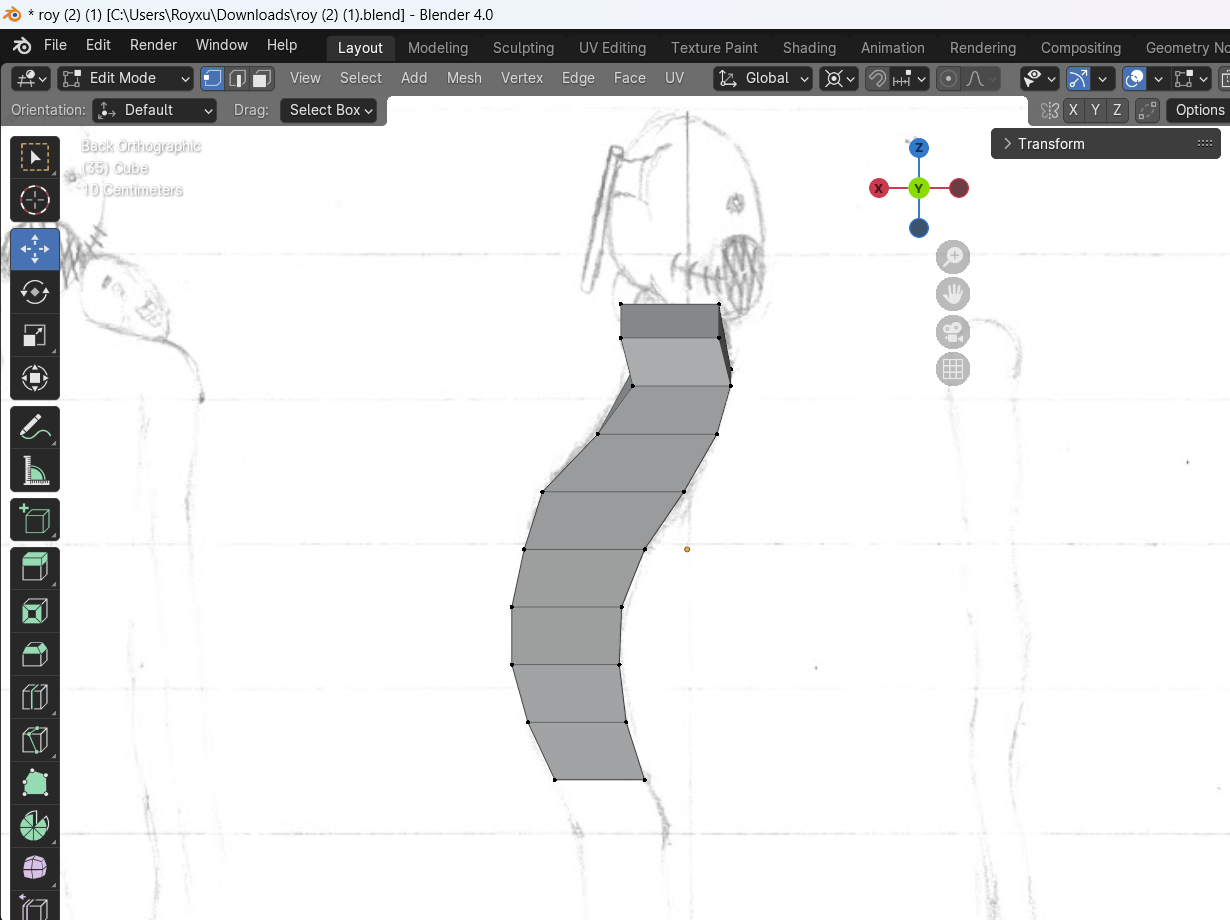 * roy (2) (1) [C:\Users\Royxu\Downloads\roy (2) (1).blend] - Blender 4.0
File Edit Render Window Help Layout Modeling Sculpting UV Editing Texture Paint Shading Animation Rendering Compositing Geometry No
Edit Mode View Select Add Mesh Vertex Edge Face UV Global
Orientation: Default Drag: Select Box X Y Z Options
Back Orthographic
(35) Cube
10 Centimeters
Transform
Z
X Y